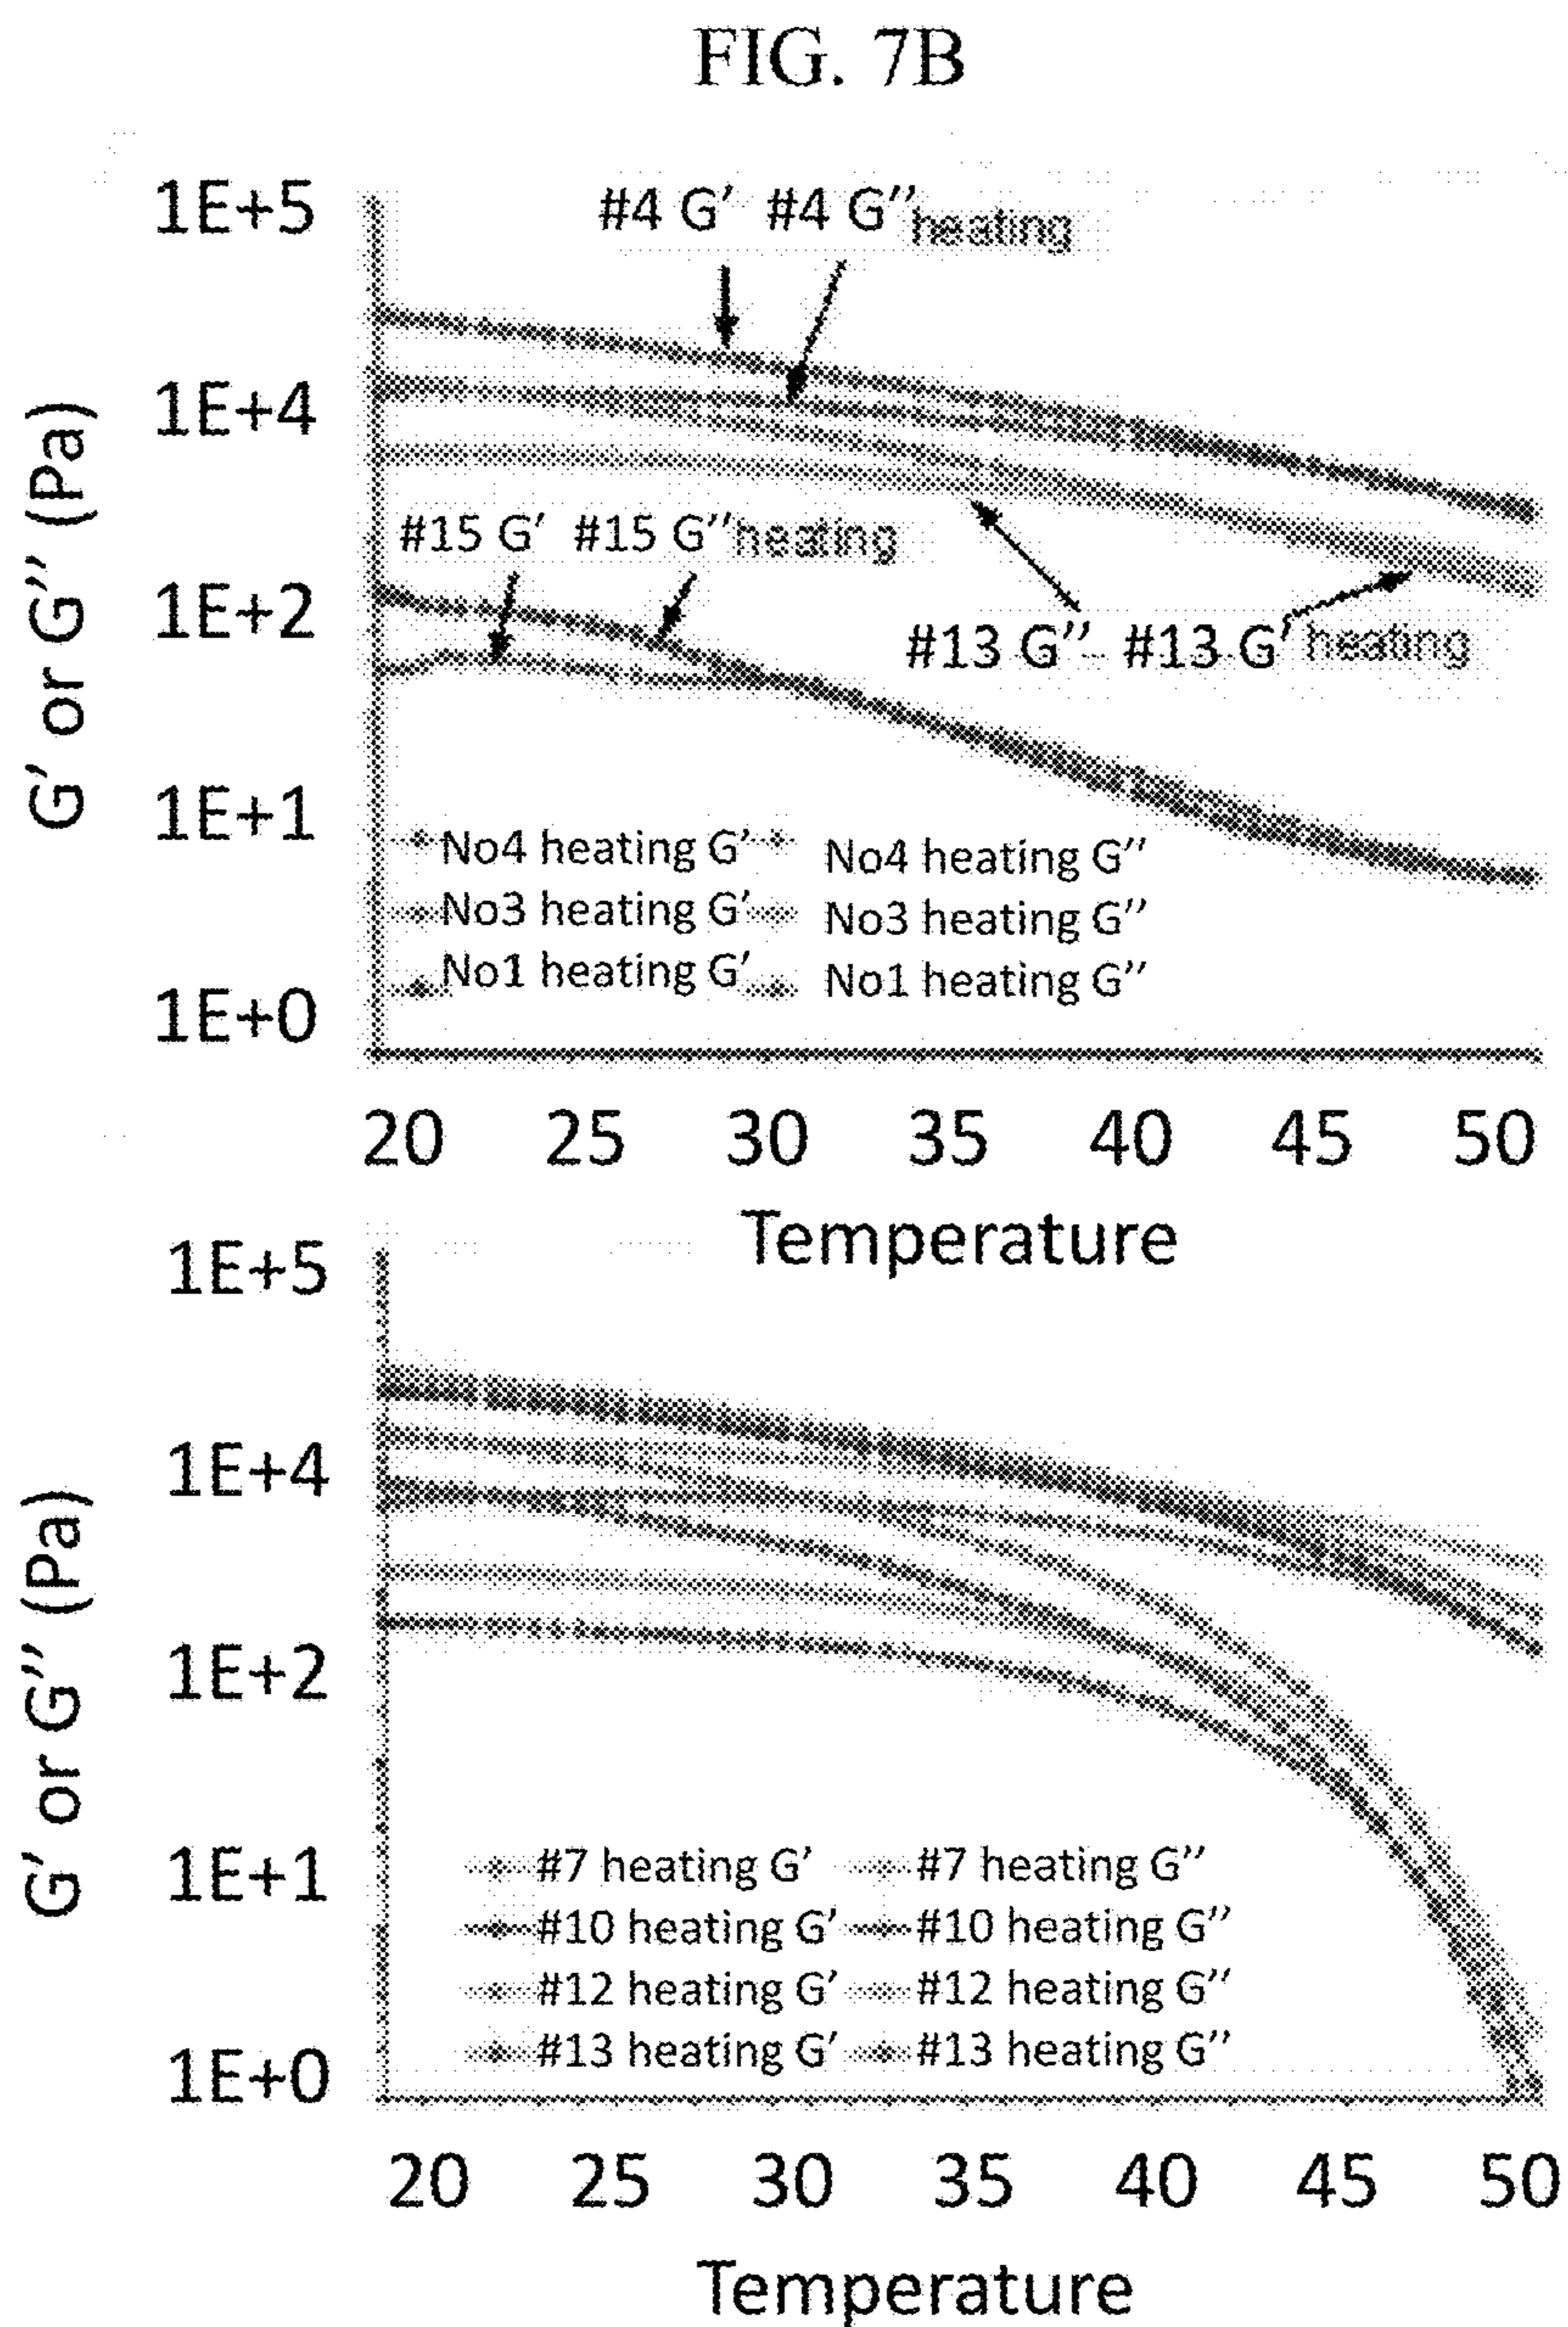 FIG. 7B
#4 G′ #4 G′′ heating
1E+5
1E+4
1E+2
1E+1
1E+0
G′ or G′′ (Pa)
#15 G′ #15 G′′ heating
#13 G′′ #13 G′ heating
No4 heating G′ No4 heating G′′
No3 heating G′ No3 heating G′′
No1 heating G′ No1 heating G′′
20 25 30 35 40 45 50
Temperature
1E+5
1E+4
1E+2
1E+1
1E+0
G′ or G′′ (Pa)
#7 heating G′ #7 heating G′′
#10 heating G′ #10 heating G′′
#12 heating G′ #12 heating G′′
#13 heating G′ #13 heating G′′
20 25 30 35 40 45 50
Temperature